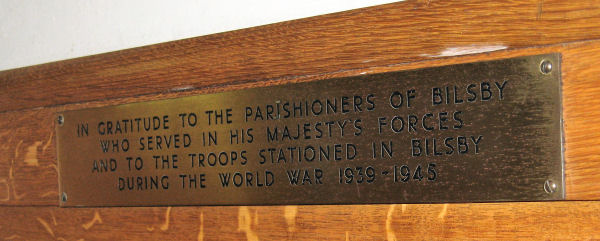 IN GRATITUDE TO THE PARISHIONERS OF BILSBY
WHO SERVED IN HIS MAJESTY'S FORCES
AND TO THE TROOPS STATIONED IN BILSBY
DURING THE WORLD WAR 1939-1945